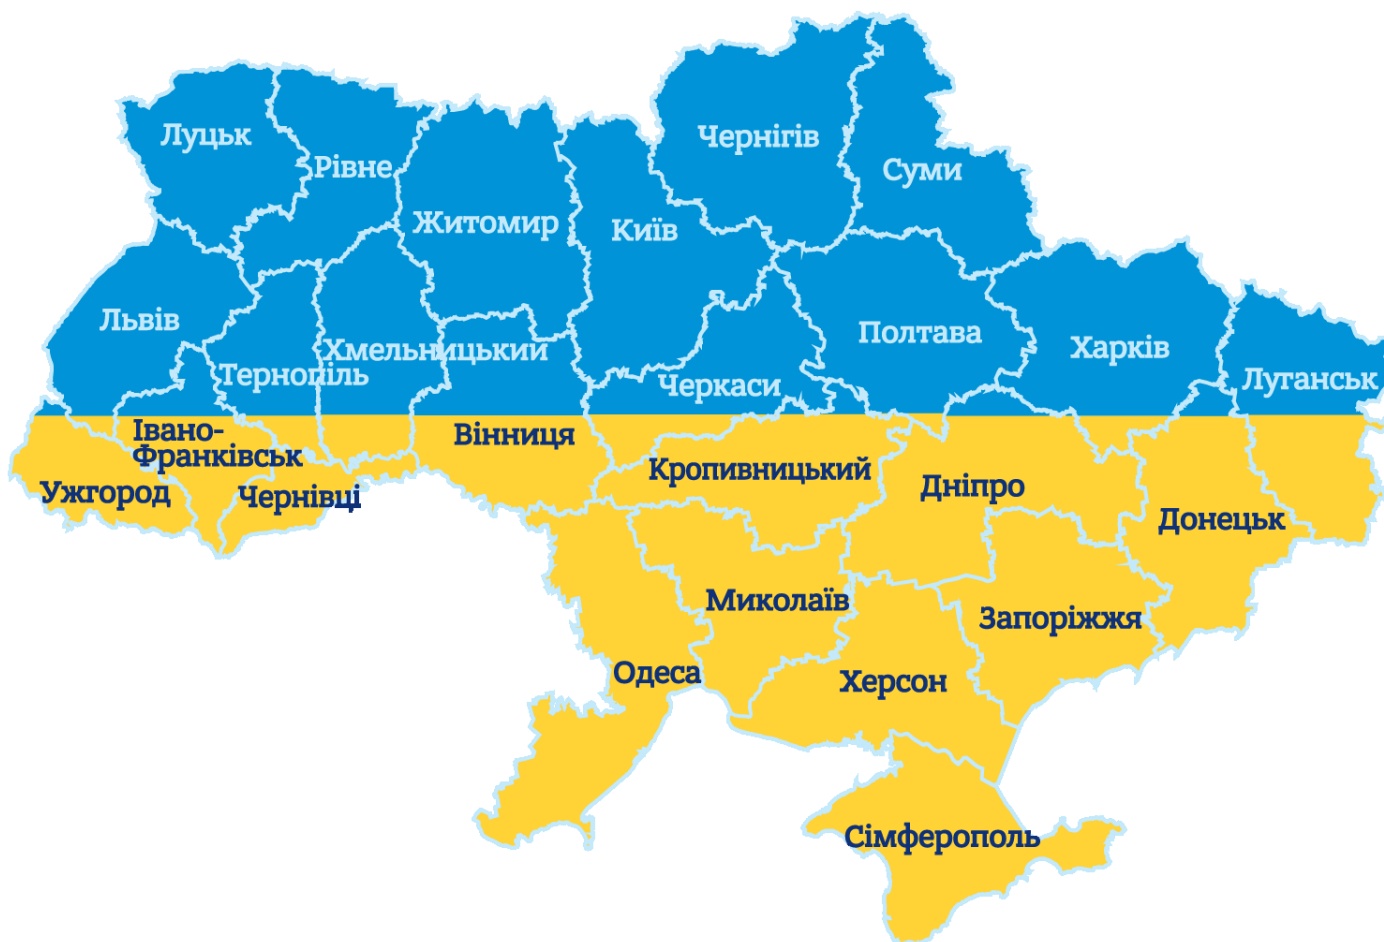 Луцьк
Рівне
Житомир
Київ
Чернігів
Суми
Львів
Тернопіль
Хмельницький
Черкаси
Полтава
Харків
Луганськ
Івано-
Франківськ
Ужгород
Чернівці
Вінниця
Кропивницький
Дніпро
Донецьк
Миколаїв
Запоріжжя
Одеса
Херсон
Сімферополь